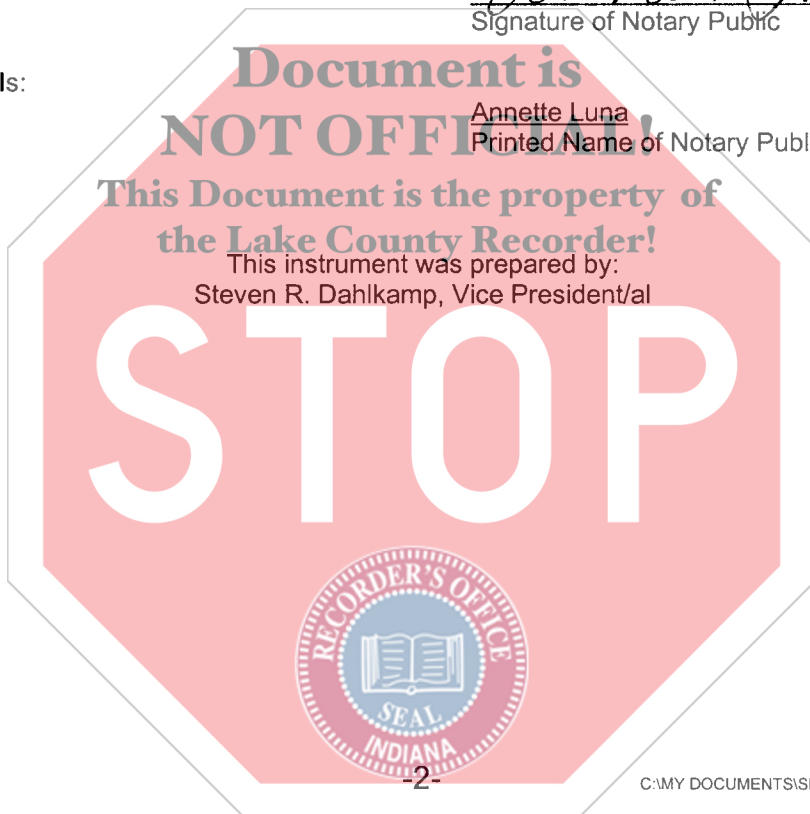 Signature of Notary Public
ls:
Document is
NOT OFFICIAL!
Annette Luna
Printed Name of Notary Publ
This Document is the property of
the Lake County Recorder!
This instrument was prepared by:
Steven R. Dahlkamp, Vice President/al
STOP
RECORDER'S OFFICE
SEAL
INDIANA
-2-
C:\MY DOCUMENTS\S